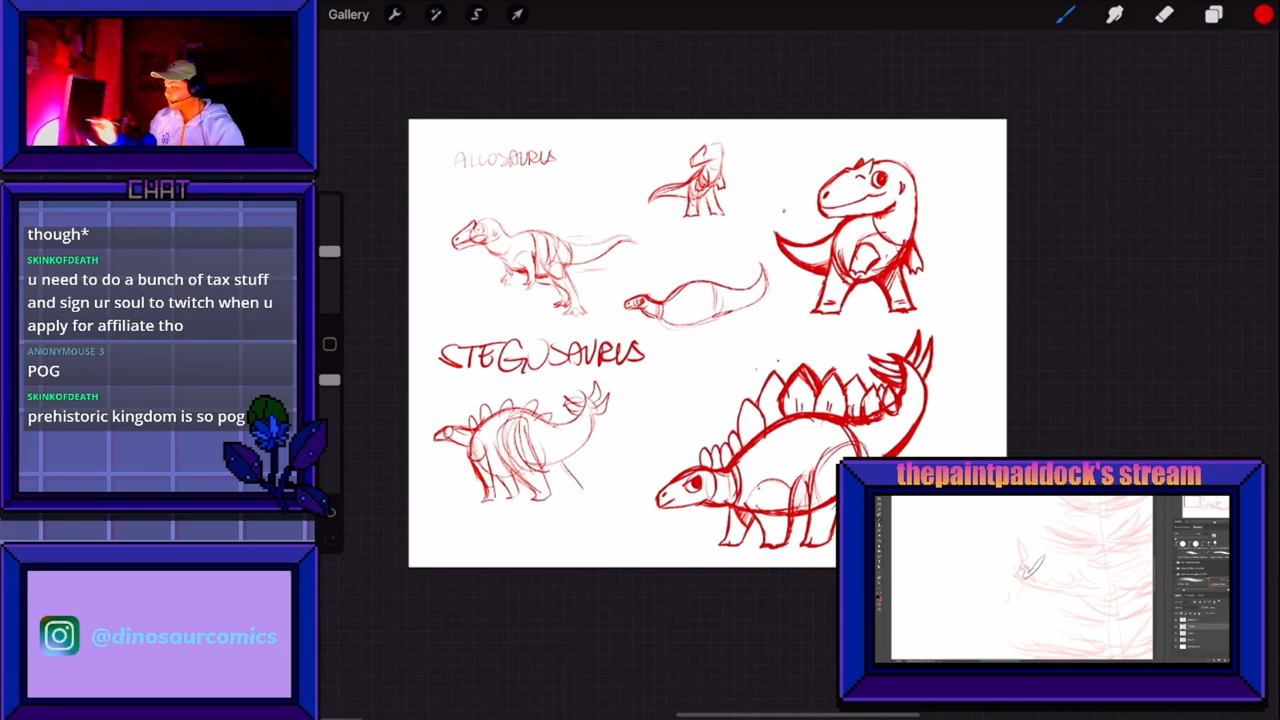 Gallery
CHAT
though*
SKINKOFDEATH
u need to do a bunch of tax stuff
and sign ur soul to twitch when u
apply for affiliate tho
ANONYMOUSE 3
POG
SKINKOFDEATH
prehistoric kingdom is so pog
@dinosaurcomics
ALLOSAURUS
STEGOSAURUS
thepaintpaddock's stream